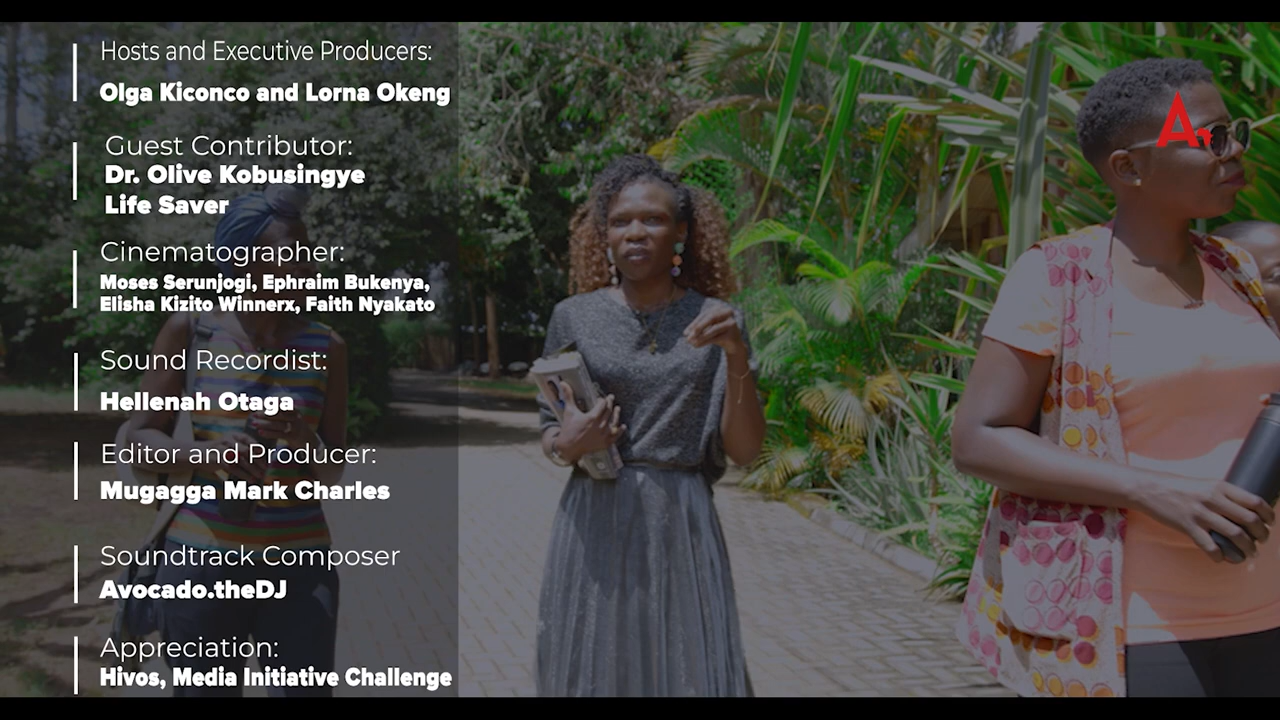 Hosts and Executive Producers:
Olga Kiconco and Lorna Okeng
Guest Contributor:
Dr. Olive Kobusingye
Life Saver
Cinematographer:
Moses Serunjogi, Ephraim Bukenya,
Elisha Kizito Winnerx, Faith Nyakato
Sound Recordist:
Hellenah Otaga
Editor and Producer:
Mugagga Mark Charles
Soundtrack Composer
Avocado.theDJ
Appreciation:
Hivos, Media Initiative Challenge